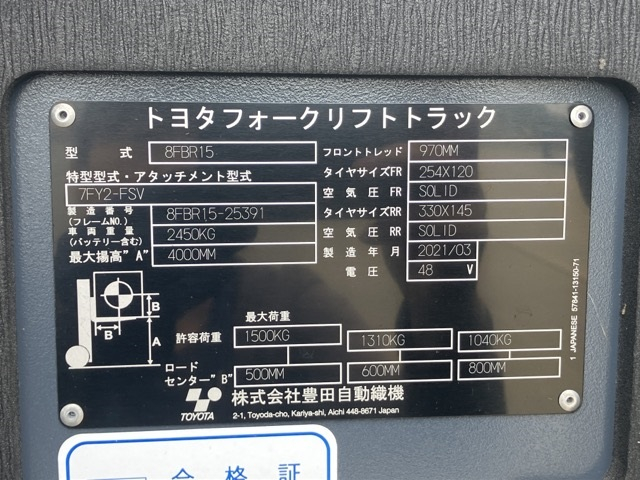 トヨタフォークリフトトラック
型 式 8FBR15 フロントトレッド 970MM
特型型式・アタッチメント型式 タイヤサイズFR 254X120
7FY2-FSV 空気圧FR SOLID
製造番号 (フレームNO.) 8FBR15-25391 タイヤサイズRR 330X145
車両重量 (バッテリー含む) 2450KG 空気圧RR SOLID
最大揚高"A" 4000MM 製造年月 2021/03
電圧 48 V
B
B
A
最大荷重
許容荷重 1500KG 1310KG 1040KG
ロード
センター"B" 500MM 600MM 800MM
TOYOTA 株式会社豊田自動織機
2-1, Toyoda-cho, Kariya-shi, Aichi 448-8671 Japan
1 JAPANESE 57841-13150-71
合格証